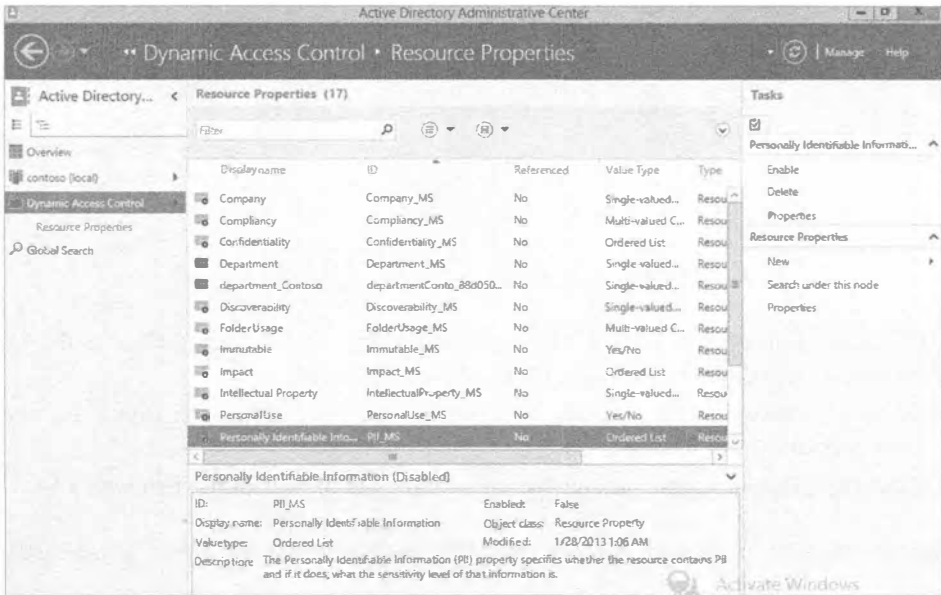 Active Directory Administrative Center
Dynamic Access Control • Resource Properties
Manage Help
Active Directory...
Overview
contoso (local)
Dynamic Access Control
Resource Properties
Global Search
Resource Properties (17)
Filter
Display name ID Referenced Value Type Type
Company Company_MS No Single-valued... Resou
Compliancy Compliancy_MS No Multi-valued C... Resou
Confidentiality Confidentiality_MS No Ordered List Resou
Department Department_MS No Single-valued... Resou
department_Contoso departmentConto_88d050... No Single-valued... Resou
Discoverability Discoverability_MS No Single-valued... Resou
FolderUsage FolderUsage_MS No Multi-valued C... Resou
Immutable Immutable_MS No Yes/No Resou
Impact Impact_MS No Ordered List Resou
Intellectual Property IntellectualProperty_MS No Single-valued... Resou
PersonalUse PersonalUse_MS No Yes/No Resou
Personally Identifiable Info... PII_MS No Ordered List Resou
Personally Identifiable Information (Disabled)
ID: PII_MS Enabled: False
Display name: Personally Identifiable Information Object class: Resource Property
Value type: Ordered List Modified: 1/28/2013 1:06 AM
Description: The Personally Identifiable Information (PII) property specifies whether the resource contains PII
and if it does, what the sensitivity level of that information is.
Tasks
Personally Identifiable Informati...
Enable
Delete
Properties
Resource Properties
New
Search under this node
Properties
Activate Windows